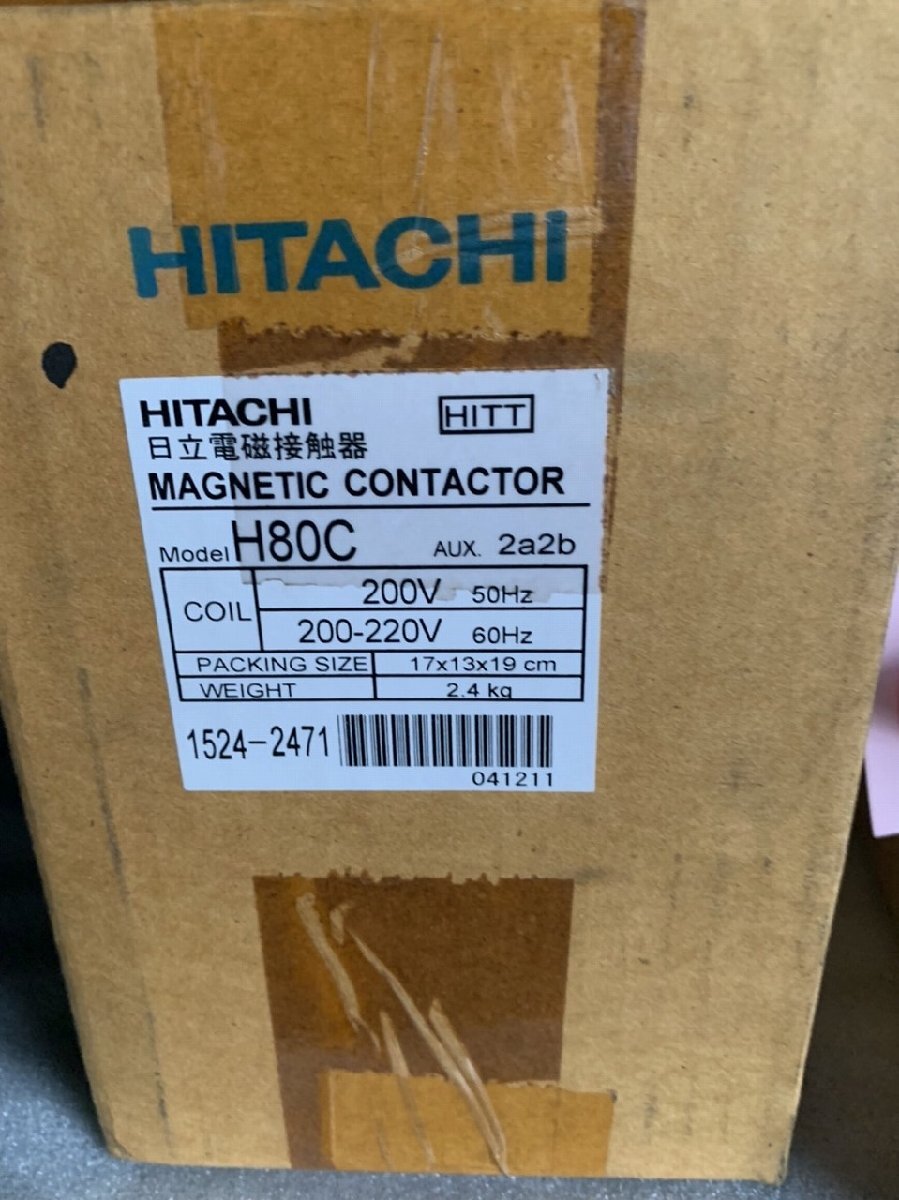 HITACHI
HITACHI HITT
日立電磁接触器
MAGNETIC CONTACTOR
Model H80C AUX. 2a2b
COIL 200V 50Hz
200-220V 60Hz
PACKING SIZE 17x13x19 cm
WEIGHT 2.4 kg
1524-2471
041211